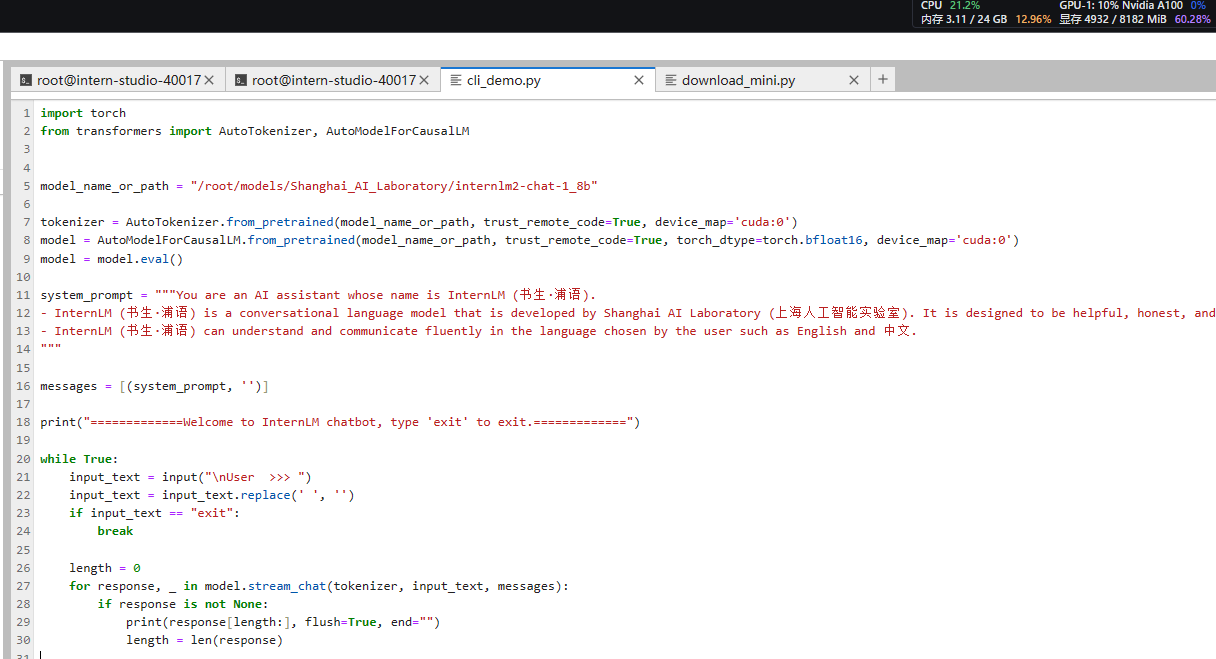 CPU 21.2% GPU-1: 10% Nvidia A100 0%
内存 3.11 / 24 GB 12.96% 显存 4932 / 8182 MiB 60.28%
root@intern-studio-40017 root@intern-studio-40017 cli_demo.py download_mini.py +
1 import torch
2 from transformers import AutoTokenizer, AutoModelForCausalLM
3
4
5 model_name_or_path = "/root/models/Shanghai_AI_Laboratory/internlm2-chat-1_8b"
6
7 tokenizer = AutoTokenizer.from_pretrained(model_name_or_path, trust_remote_code=True, device_map='cuda:0')
8 model = AutoModelForCausalLM.from_pretrained(model_name_or_path, trust_remote_code=True, torch_dtype=torch.bfloat16, device_map='cuda:0')
9 model = model.eval()
10
11 system_prompt = """You are an AI assistant whose name is InternLM (书生·浦语).
12 - InternLM (书生·浦语) is a conversational language model that is developed by Shanghai AI Laboratory (上海人工智能实验室). It is designed to be helpful, honest, and
13 - InternLM (书生·浦语) can understand and communicate fluently in the language chosen by the user such as English and 中文.
14 """
15
16 messages = [(system_prompt, '')]
17
18 print("=============Welcome to InternLM chatbot, type 'exit' to exit.=============")
19
20 while True:
21     input_text = input("\nUser  >>> ")
22     input_text = input_text.replace(' ', '')
23     if input_text == "exit":
24         break
25
26     length = 0
27     for response, _ in model.stream_chat(tokenizer, input_text, messages):
28         if response is not None:
29             print(response[length:], flush=True, end="")
30             length = len(response)
31